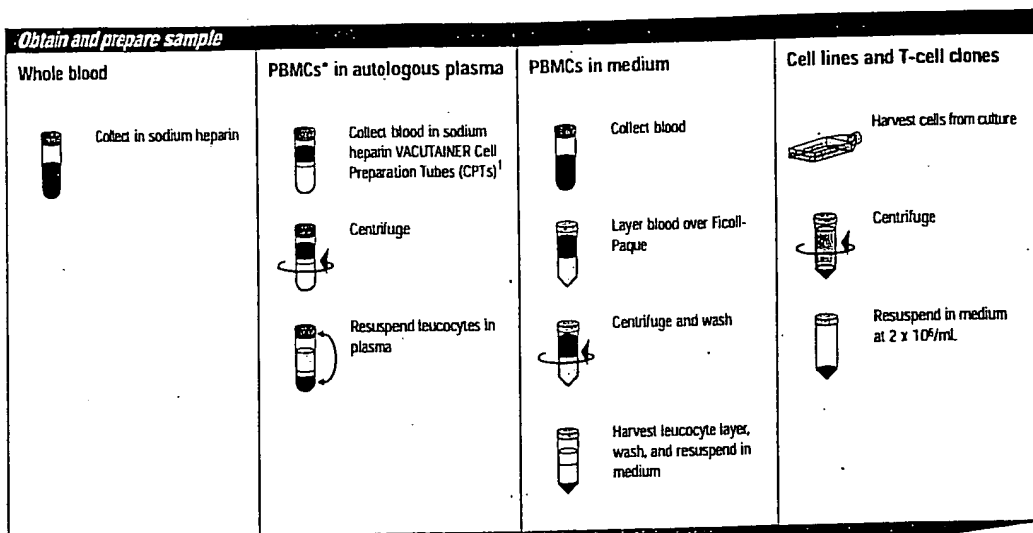 Obtain and prepare sample
Whole blood
Collect in sodium heparin
PBMCs* in autologous plasma
Collect blood in sodium
heparin VACUTAINER Cell
Preparation Tubes (CPTs)¹
Centrifuge
Resuspend leucocytes in
plasma
PBMCs in medium
Collect blood
Layer blood over Ficoll-
Paque
Centrifuge and wash
Harvest leucocyte layer,
wash, and resuspend in
medium
Cell lines and T-cell clones
Harvest cells from culture
Centrifuge
Resuspend in medium
at 2 x 10⁶/mL